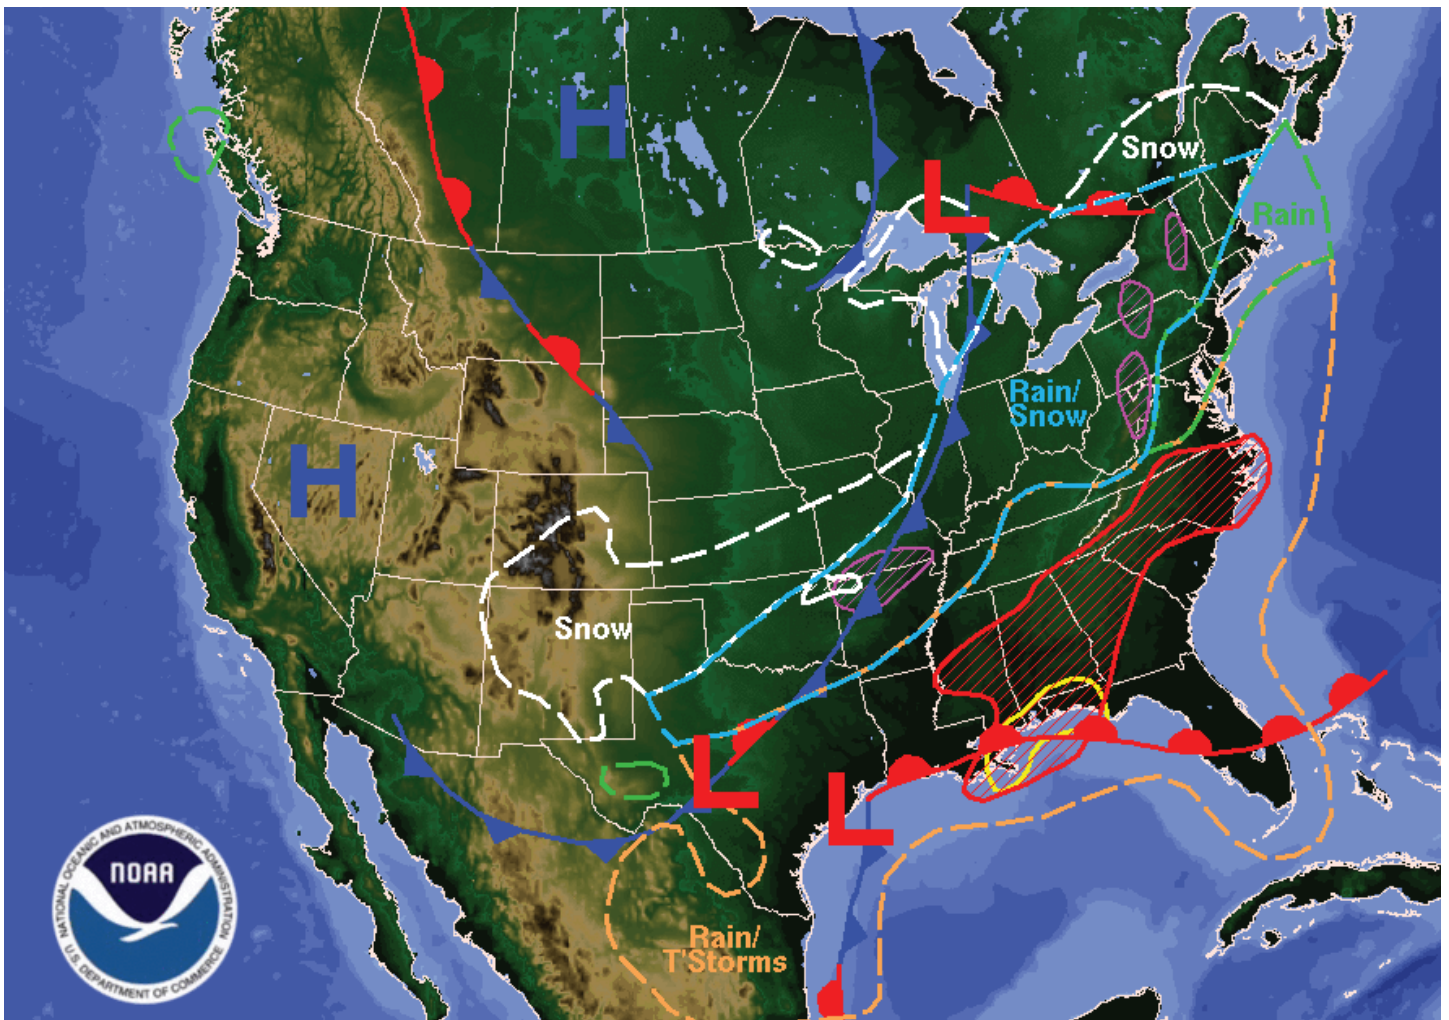 H
Snow
L
Rain
Rain/
Snow
H
Snow
L
L
Rain/
T'Storms
NOAA
NATIONAL OCEANIC AND ATMOSPHERIC ADMINISTRATION
U.S. DEPARTMENT OF COMMERCE